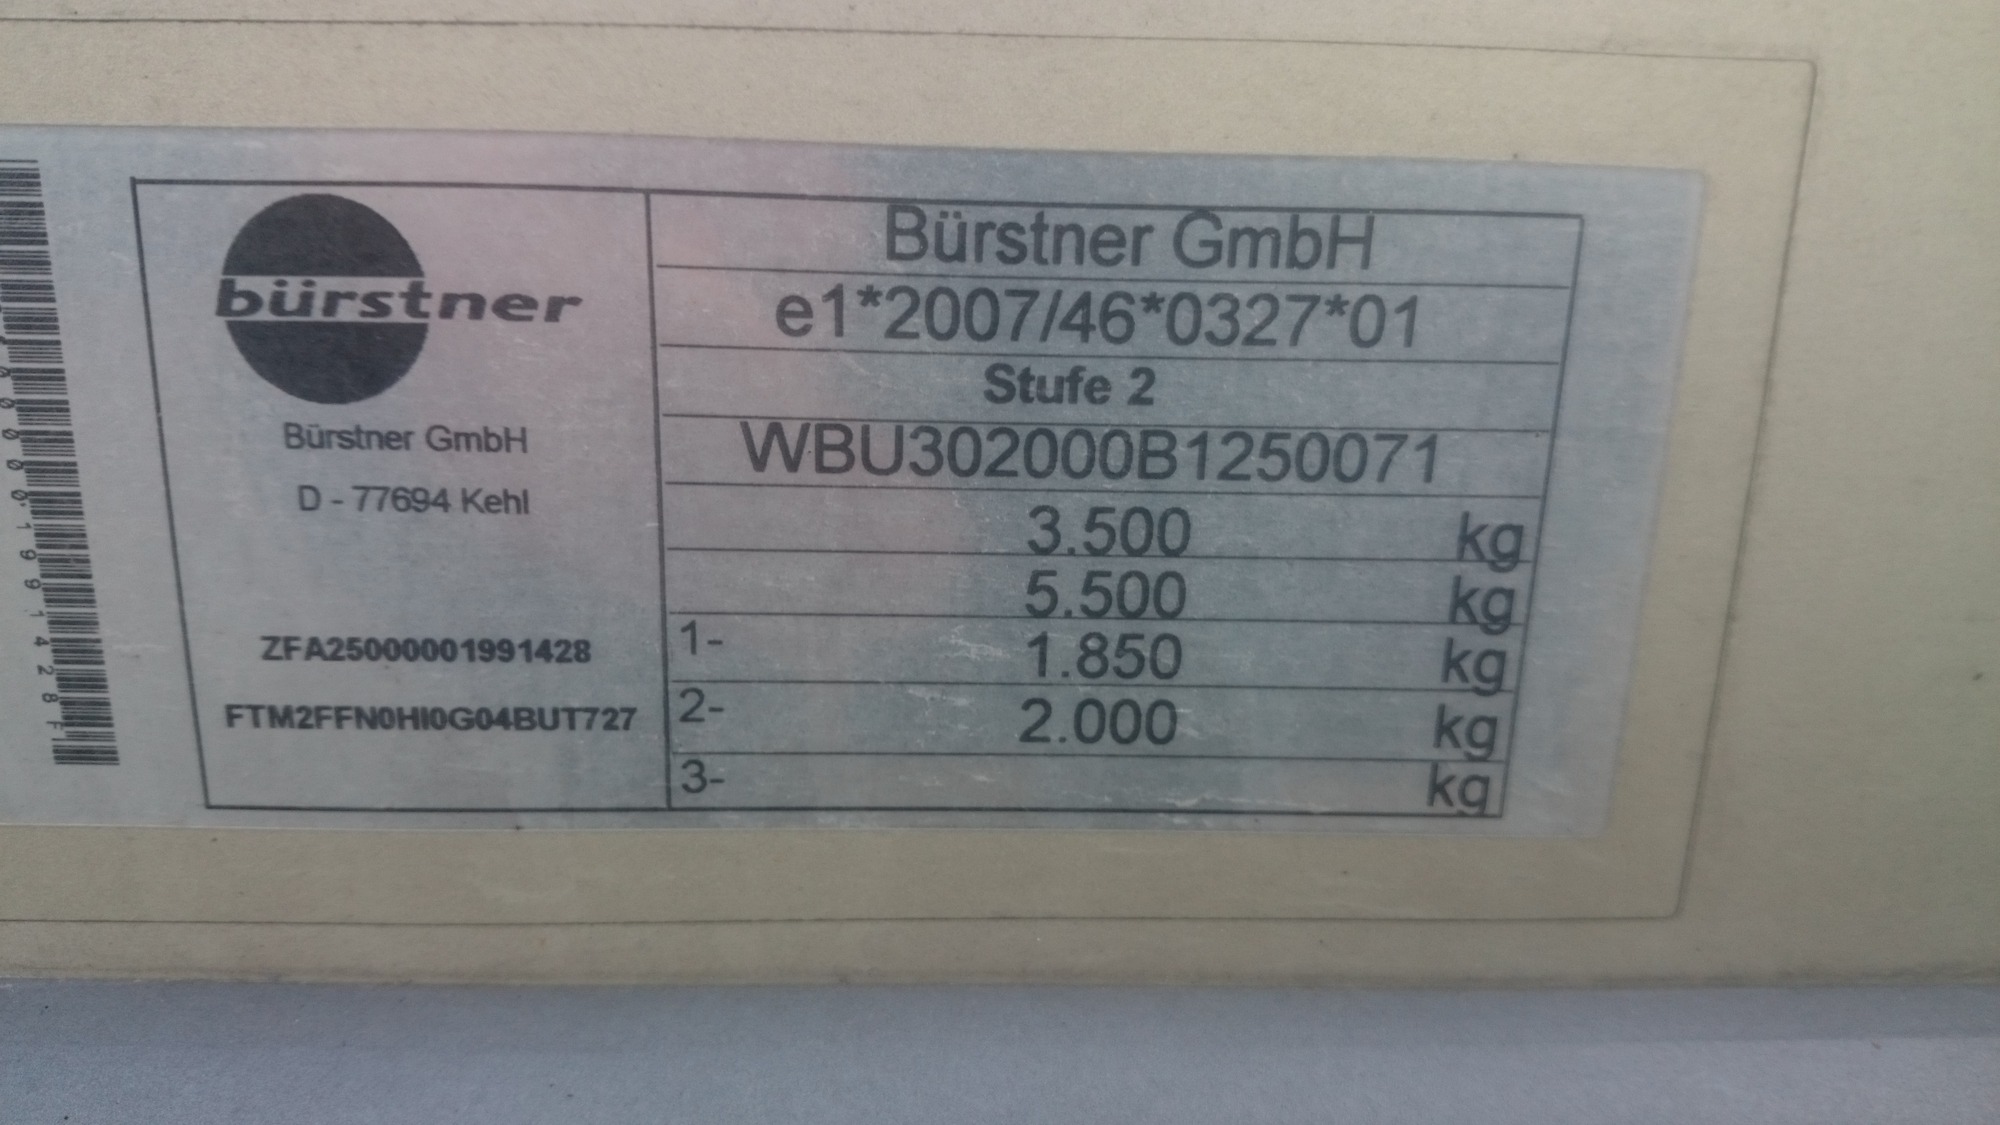 bürstner
Bürstner GmbH
D - 77694 Kehl
ZFA25000001991428
FTM2FFN0HI0G04BUT727
Bürstner GmbH
e1*2007/46*0327*01
Stufe 2
WBU302000B1250071
3.500 kg
5.500 kg
1- 1.850 kg
2- 2.000 kg
3- kg